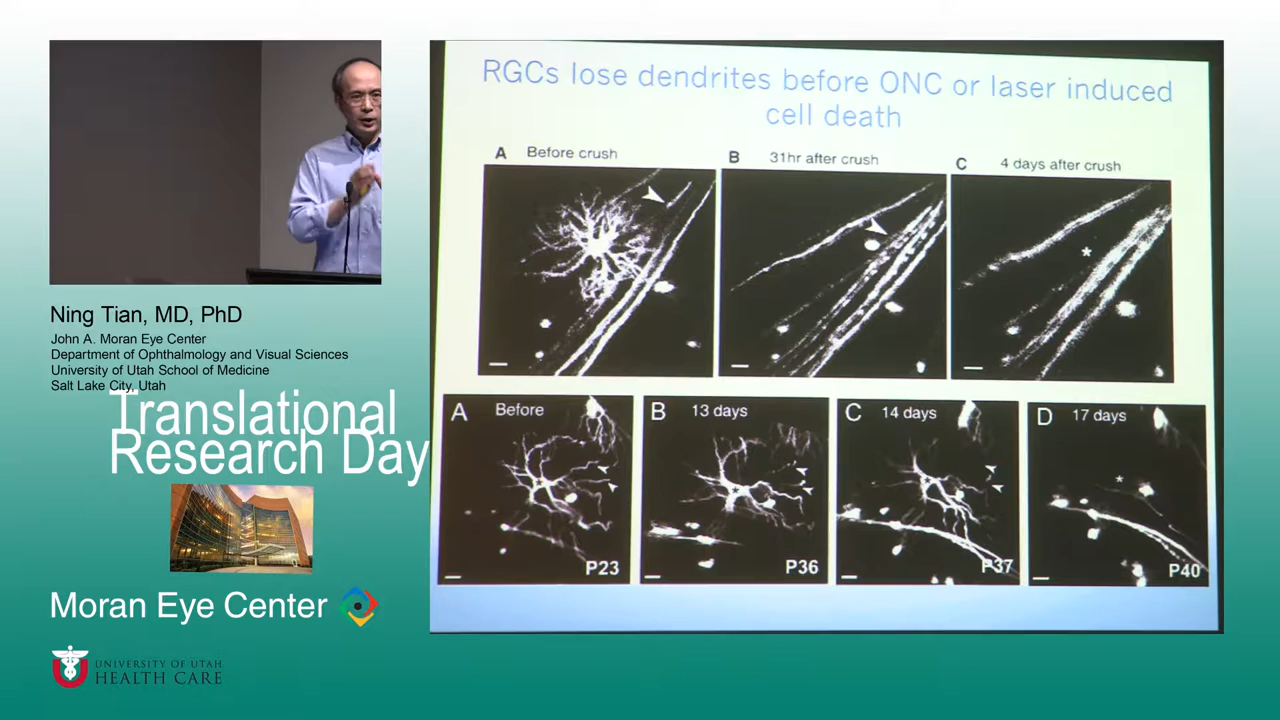 RGCs lose dendrites before ONC or laser induced
cell death
A Before crush
B 31hr after crush
C 4 days after crush
A Before
P23
B 13 days
P36
C 14 days
P37
D 17 days
P40
Ning Tian, MD, PhD
John A. Moran Eye Center
Department of Ophthalmology and Visual Sciences
University of Utah School of Medicine
Salt Lake City, Utah
Translational
Research Day
Moran Eye Center
UNIVERSITY OF UTAH
HEALTH CARE